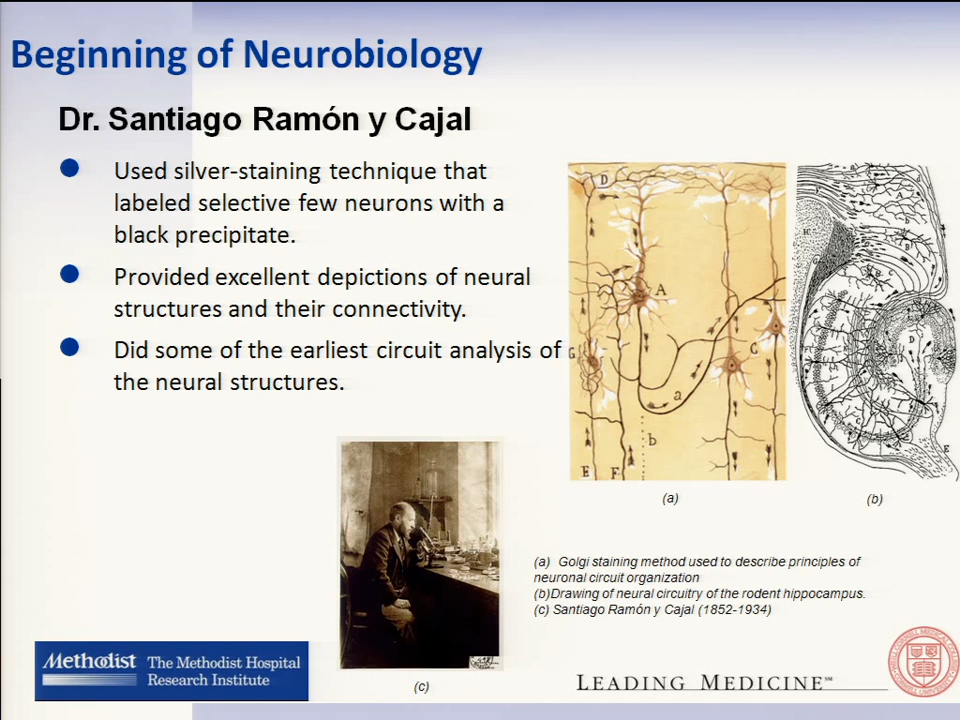 Beginning of Neurobiology
Dr. Santiago Ramón y Cajal
Used silver-staining technique that
labeled selective few neurons with a
black precipitate.
Provided excellent depictions of neural
structures and their connectivity.
Did some of the earliest circuit analysis of
the neural structures.
D
A
G
C
a
b
E
F
(a)
(b)
(a) Golgi staining method used to describe principles of
neuronal circuit organization
(b)Drawing of neural circuitry of the rodent hippocampus.
(c) Santiago Ramón y Cajal (1852-1934)
(c)
Methodist
The Methodist Hospital
Research Institute
LEADING MEDICINE℠